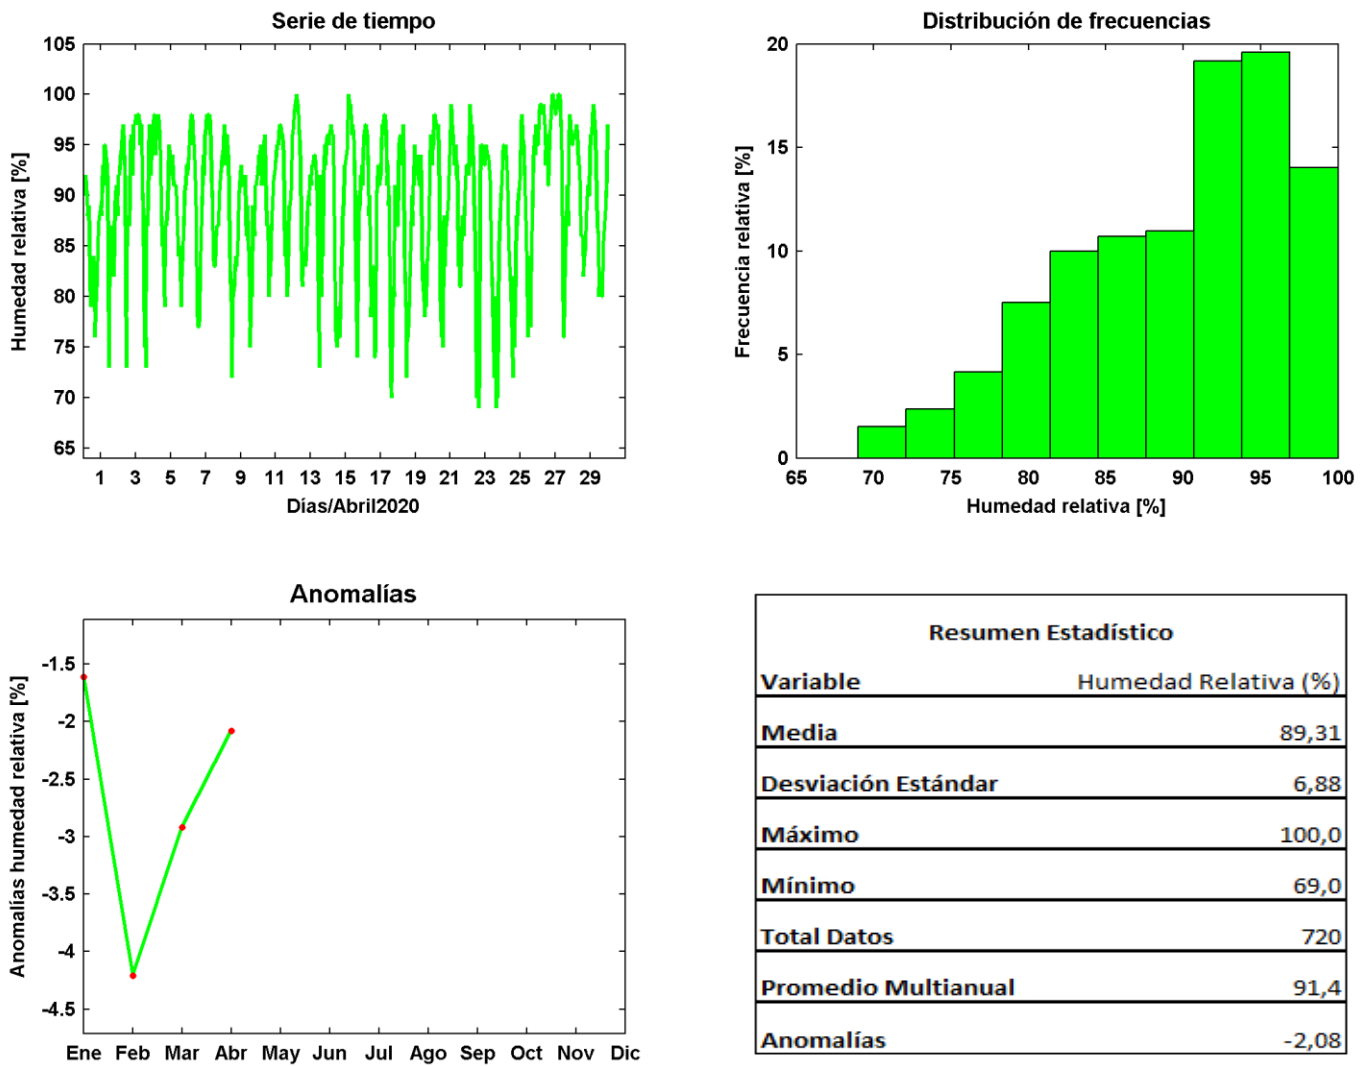 Serie de tiempo
105
100
95
90
85
80
75
70
65
Humedad relativa [%]
1 3 5 7 9 11 13 15 17 19 21 23 25 27 29
Días/Abril2020
Distribución de frecuencias
20
15
10
5
0
Frecuencia relativa [%]
65 70 75 80 85 90 95 100
Humedad relativa [%]
Anomalías
-1.5
-2
-2.5
-3
-3.5
-4
-4.5
Anomalías humedad relativa [%]
Ene Feb Mar Abr May Jun Jul Ago Sep Oct Nov Dic
Resumen Estadístico
Variable Humedad Relativa (%)
Media 89,31
Desviación Estándar 6,88
Máximo 100,0
Mínimo 69,0
Total Datos 720
Promedio Multianual 91,4
Anomalías -2,08